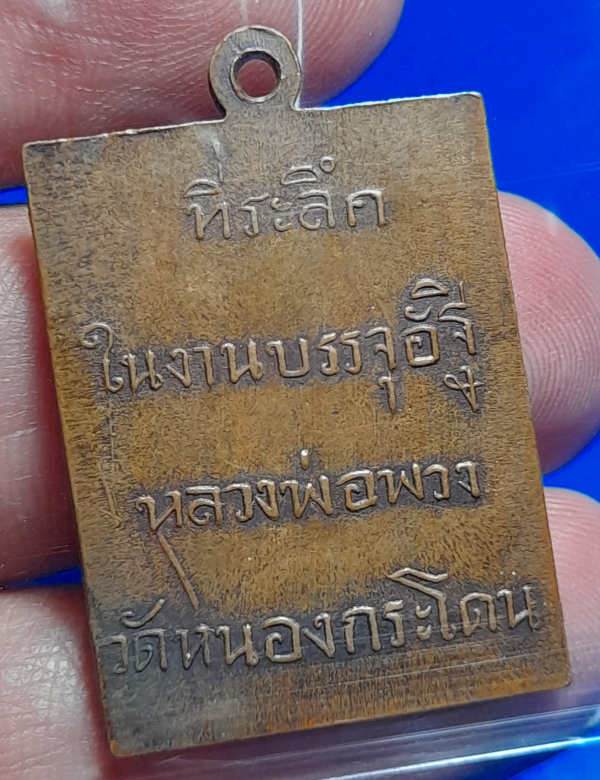 ที่ระลึ่ค
ในงานบรรจุอัฐิ
หลวงพ่อพวง
วัดหนองกระโดน